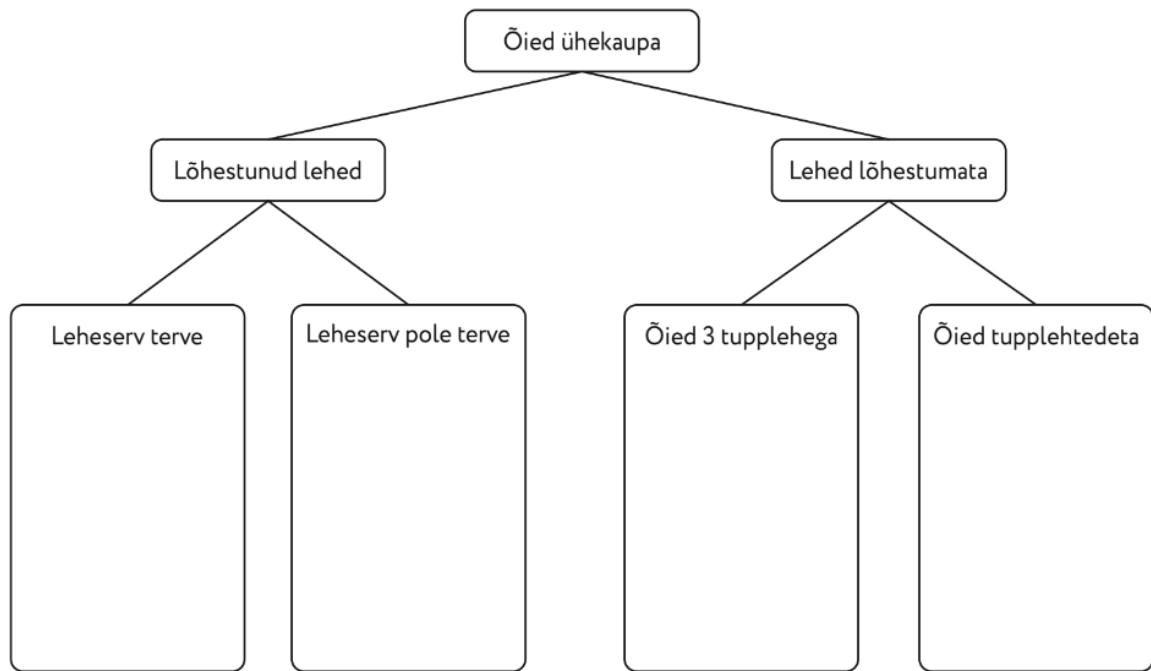 Õied ühekaupa
Lõhestunud lehed
Lehed lõhestumata
Leheserv terve
Leheserv pole terve
Õied 3 tupplehega
Õied tupplehtedeta